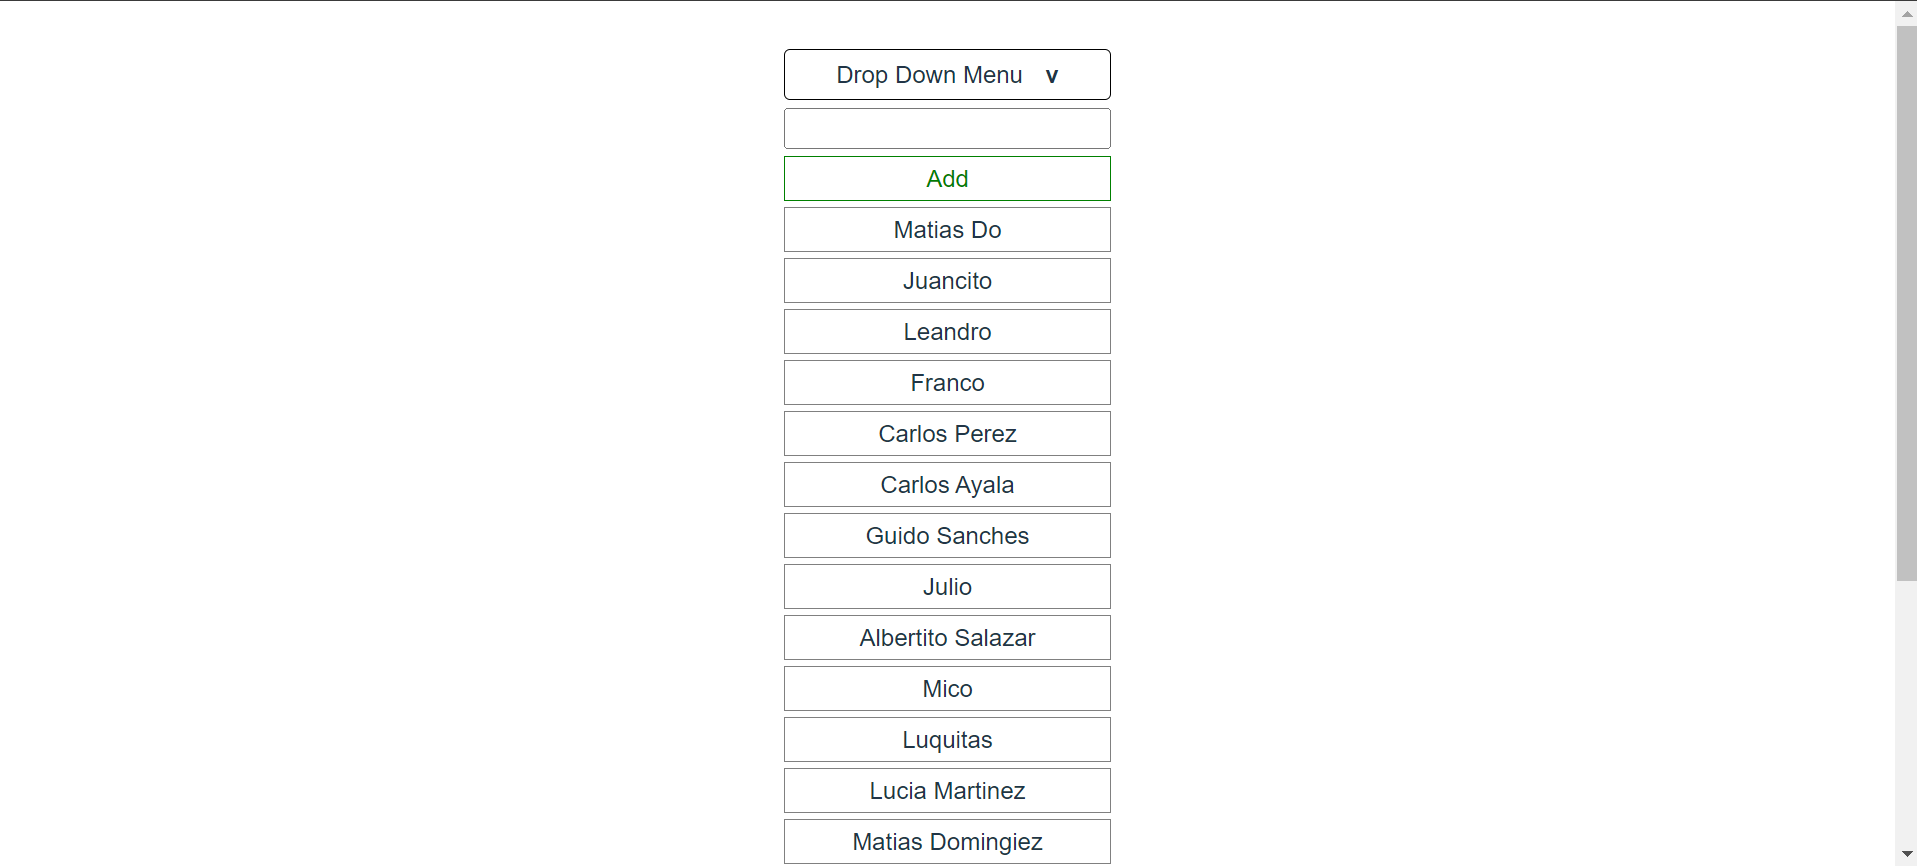 Drop Down Menu v
Add
Matias Do
Juancito
Leandro
Franco
Carlos Perez
Carlos Ayala
Guido Sanches
Julio
Albertito Salazar
Mico
Luquitas
Lucia Martinez
Matias Domingiez